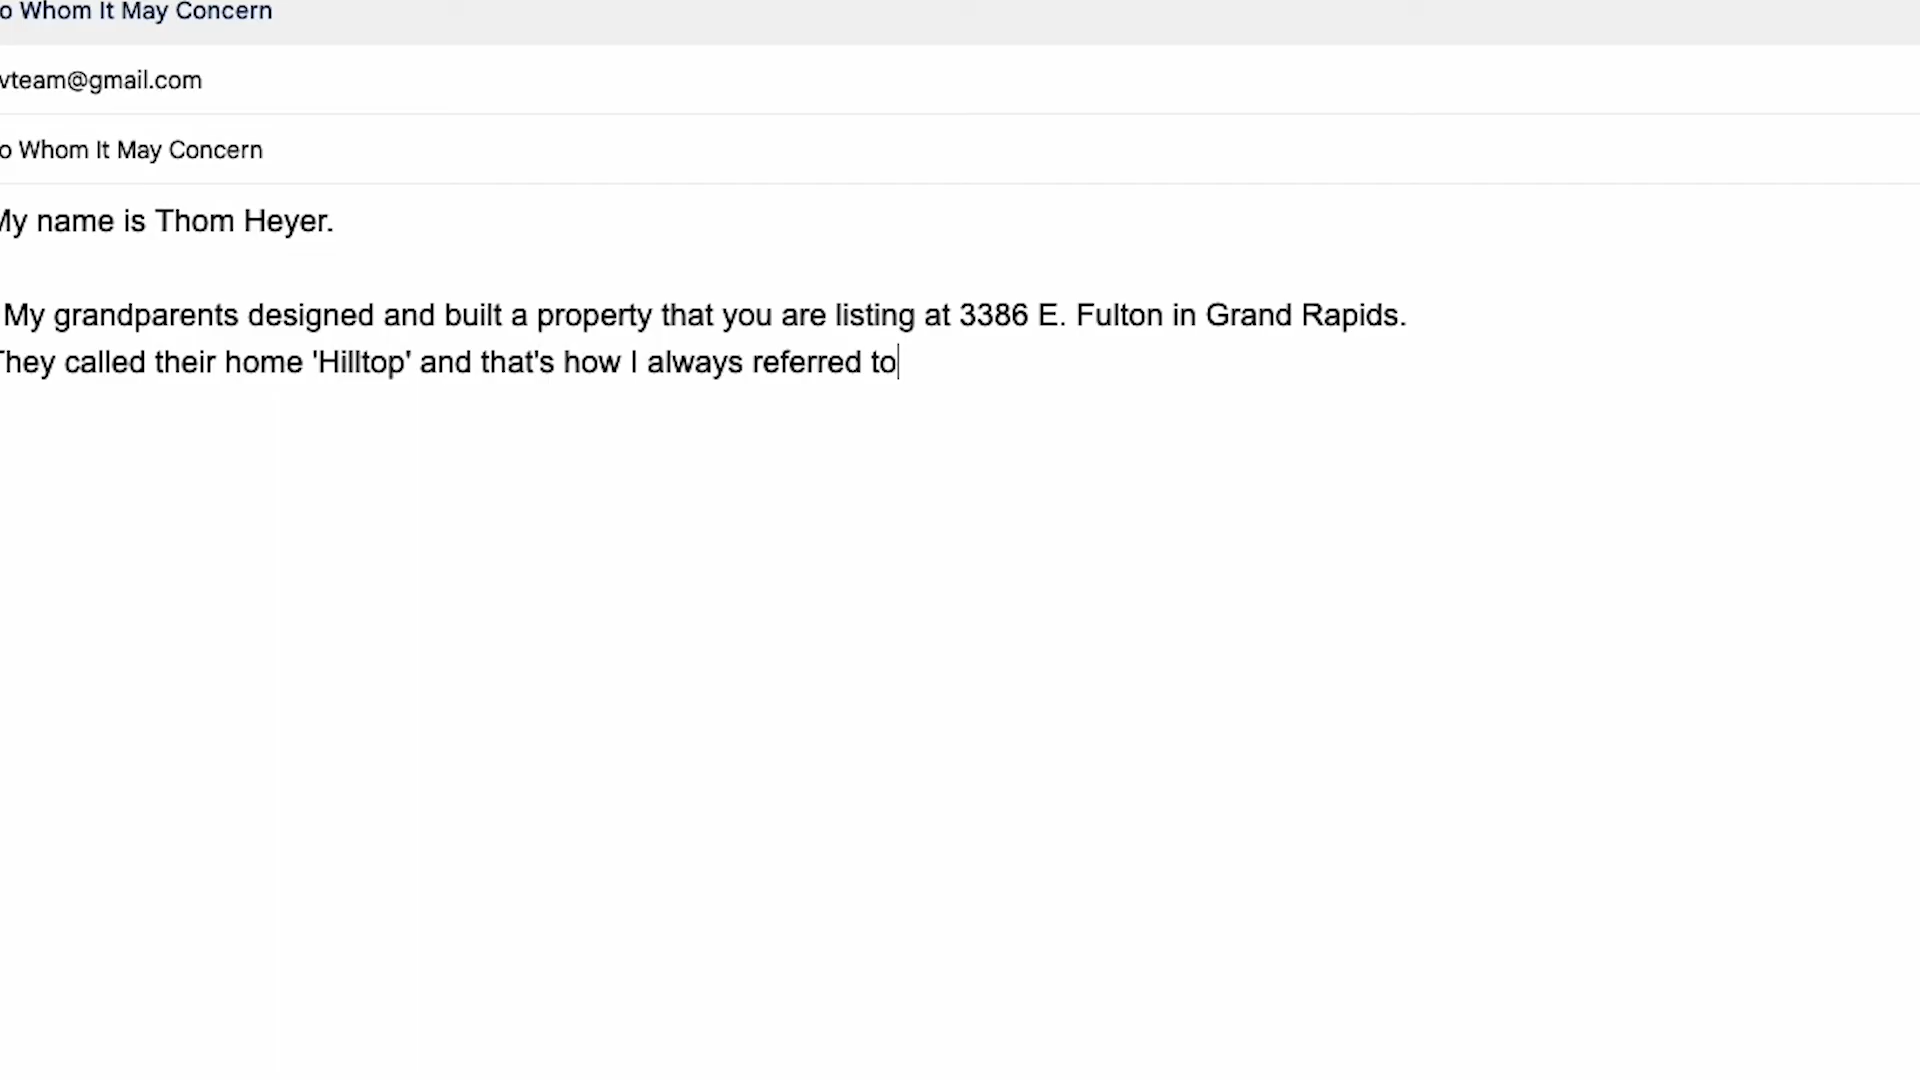 o Whom It May Concern
vteam@gmail.com
o Whom It May Concern
My name is Thom Heyer.
My grandparents designed and built a property that you are listing at 3386 E. Fulton in Grand Rapids.
They called their home 'Hilltop' and that's how I always referred to